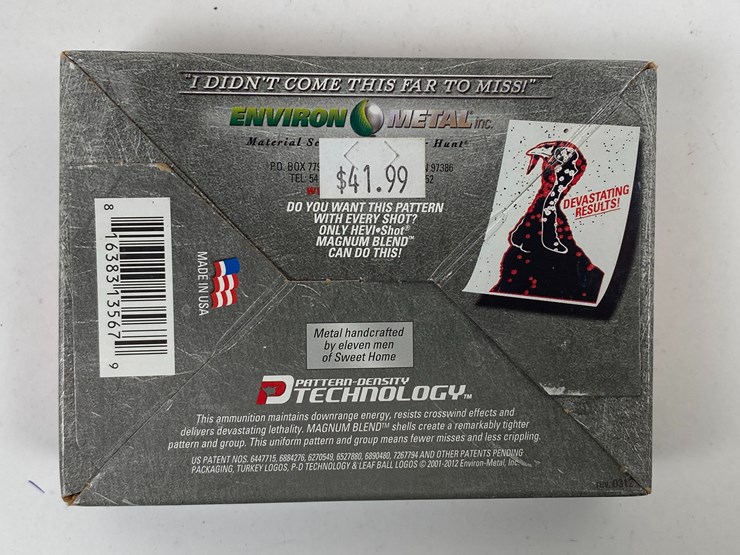 "I DIDN'T COME THIS FAR TO MISS!"
ENVIRON METAL inc.
Material Hunt
P.O. BOX 97386
TEL: 54 52
$41.99
DO YOU WANT THIS PATTERN
WITH EVERY SHOT?
ONLY HEVI•Shot®
MAGNUM BLEND™
CAN DO THIS!
DEVASTATING
RESULTS!
MADE IN USA
8 16383 13567 9
Metal handcrafted
by eleven men
of Sweet Home
PATTERN-DENSITY
TECHNOLOGY™
This ammunition maintains downrange energy, resists crosswind effects and
delivers devastating lethality. MAGNUM BLEND™ shells create a remarkably tighter
pattern and group. This uniform pattern and group means fewer misses and less crippling.
US PATENT NOS. 6447715, 6884276, 6270549, 6527880, 6890480, 7267794 AND OTHER PATENTS PENDING
PACKAGING, TURKEY LOGOS, P-D TECHNOLOGY & LEAF BALL LOGOS © 2001-2012 Environ-Metal, Inc.
rev. 0312